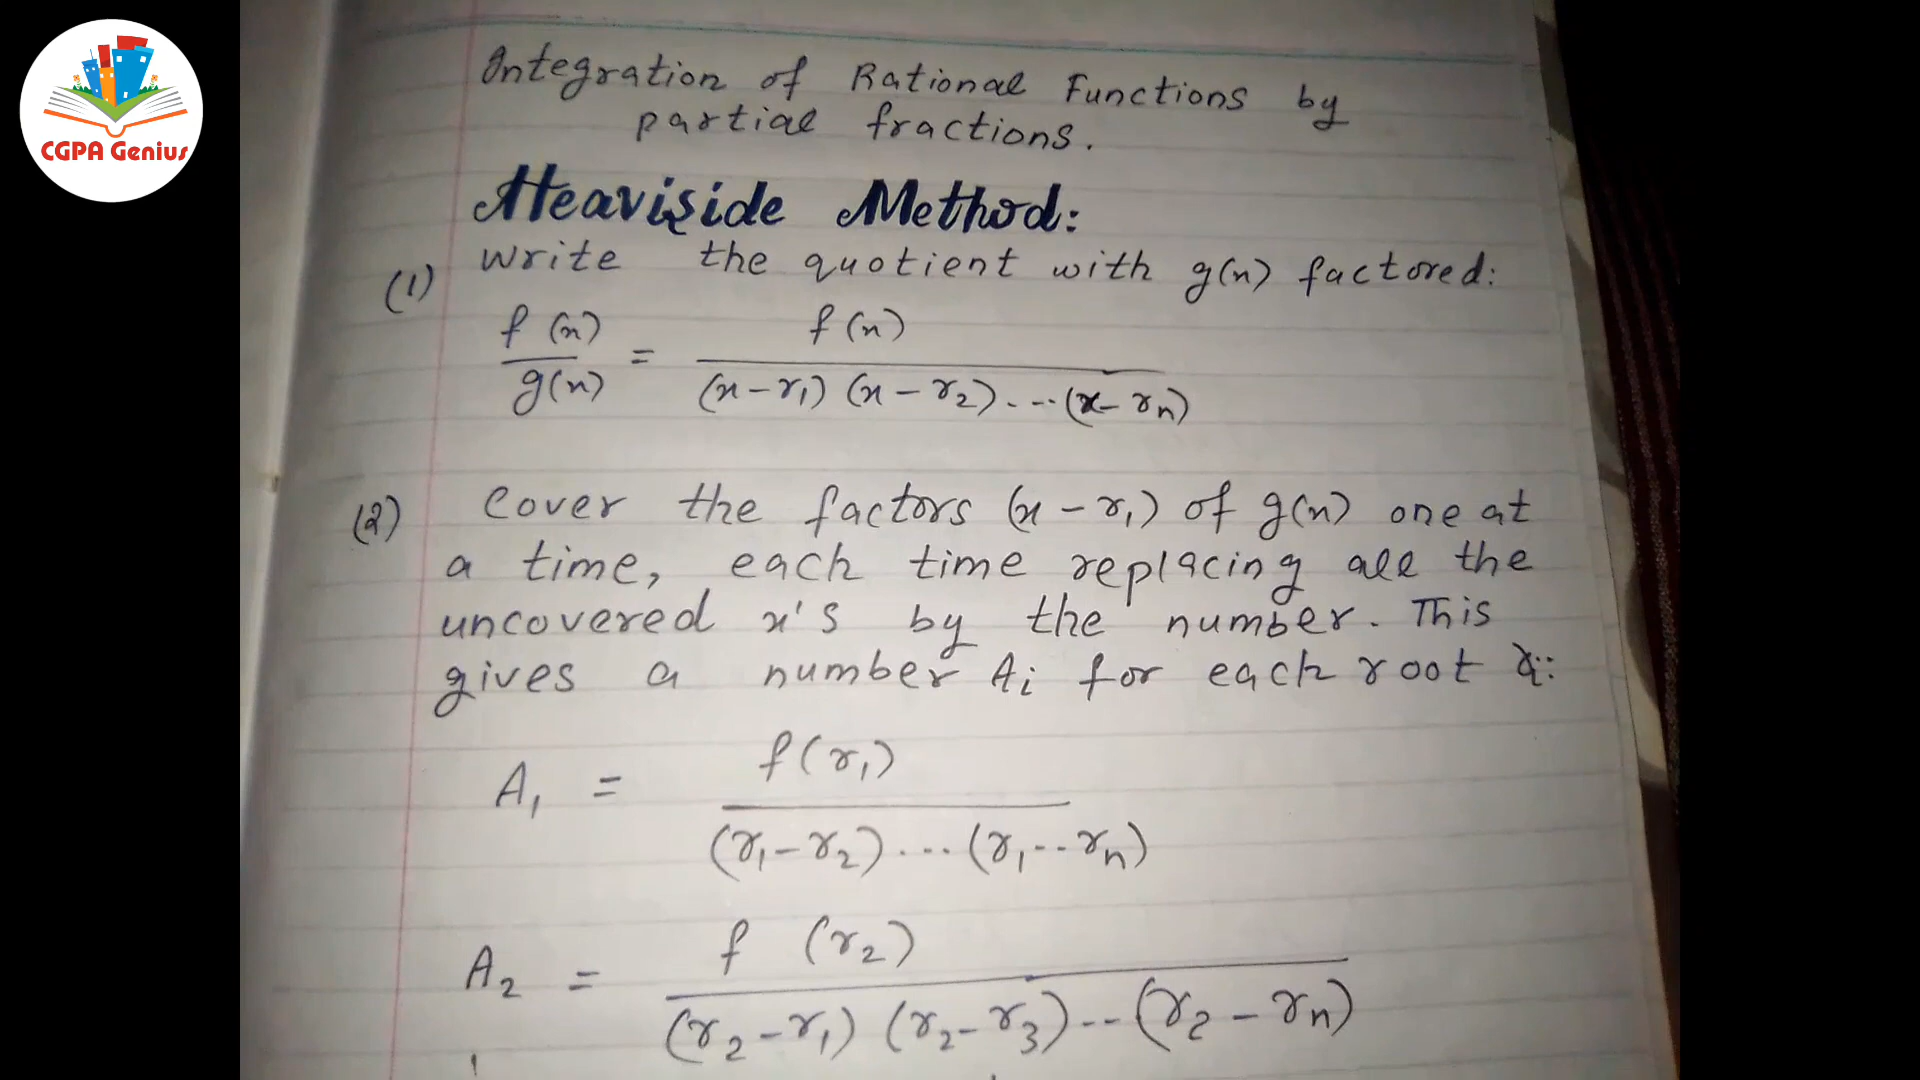 CGPA Genius
Integration of Rational Functions by
partial fractions.
Heaviside Method:
(1) write the quotient with g(x) factored:
f(x)/g(x) = f(x)/(x-r₁)(x-r₂)...(x-rₙ)
(2) Cover the factors (x-r₁) of g(x) one at
a time, each time replacing all the
uncovered x's by the number. This
gives a number Aᵢ for each root rᵢ:
A₁ = f(r₁)/(r₁-r₂)...(r₁--rₙ)
A₂ = f(r₂)/(r₂-r₁)(r₂-r₃)--(r₂-rₙ)